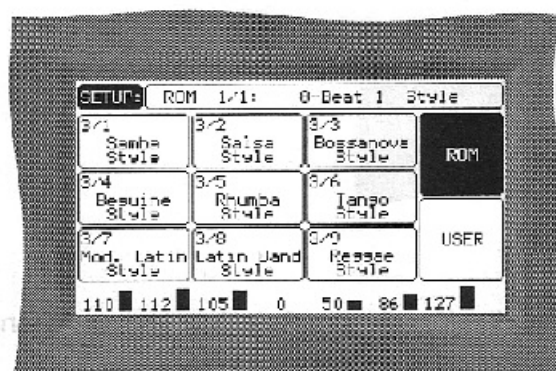 SETUP: ROM 1/1: 8-Beat 1 Style
3/1 3/2 3/3
Samba Salsa Bossanova
Style Style Style
ROM
3/4 3/5 3/6
Beguine Rhumba Tango
Style Style Style
3/7 3/8 3/9
Mod. Latin Latin Band Reggae
Style Style Style
USER
110 112 105 0 50 86 127